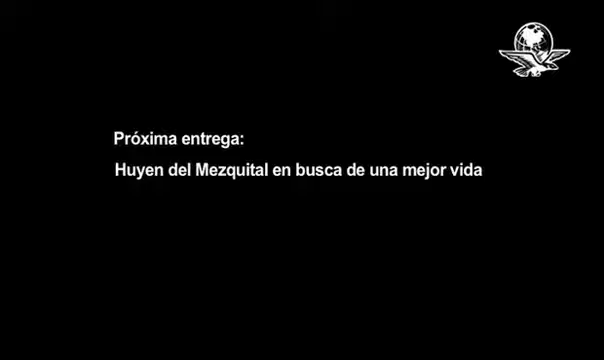 Próxima entrega:
Huyen del Mezquital en busca de una mejor vida